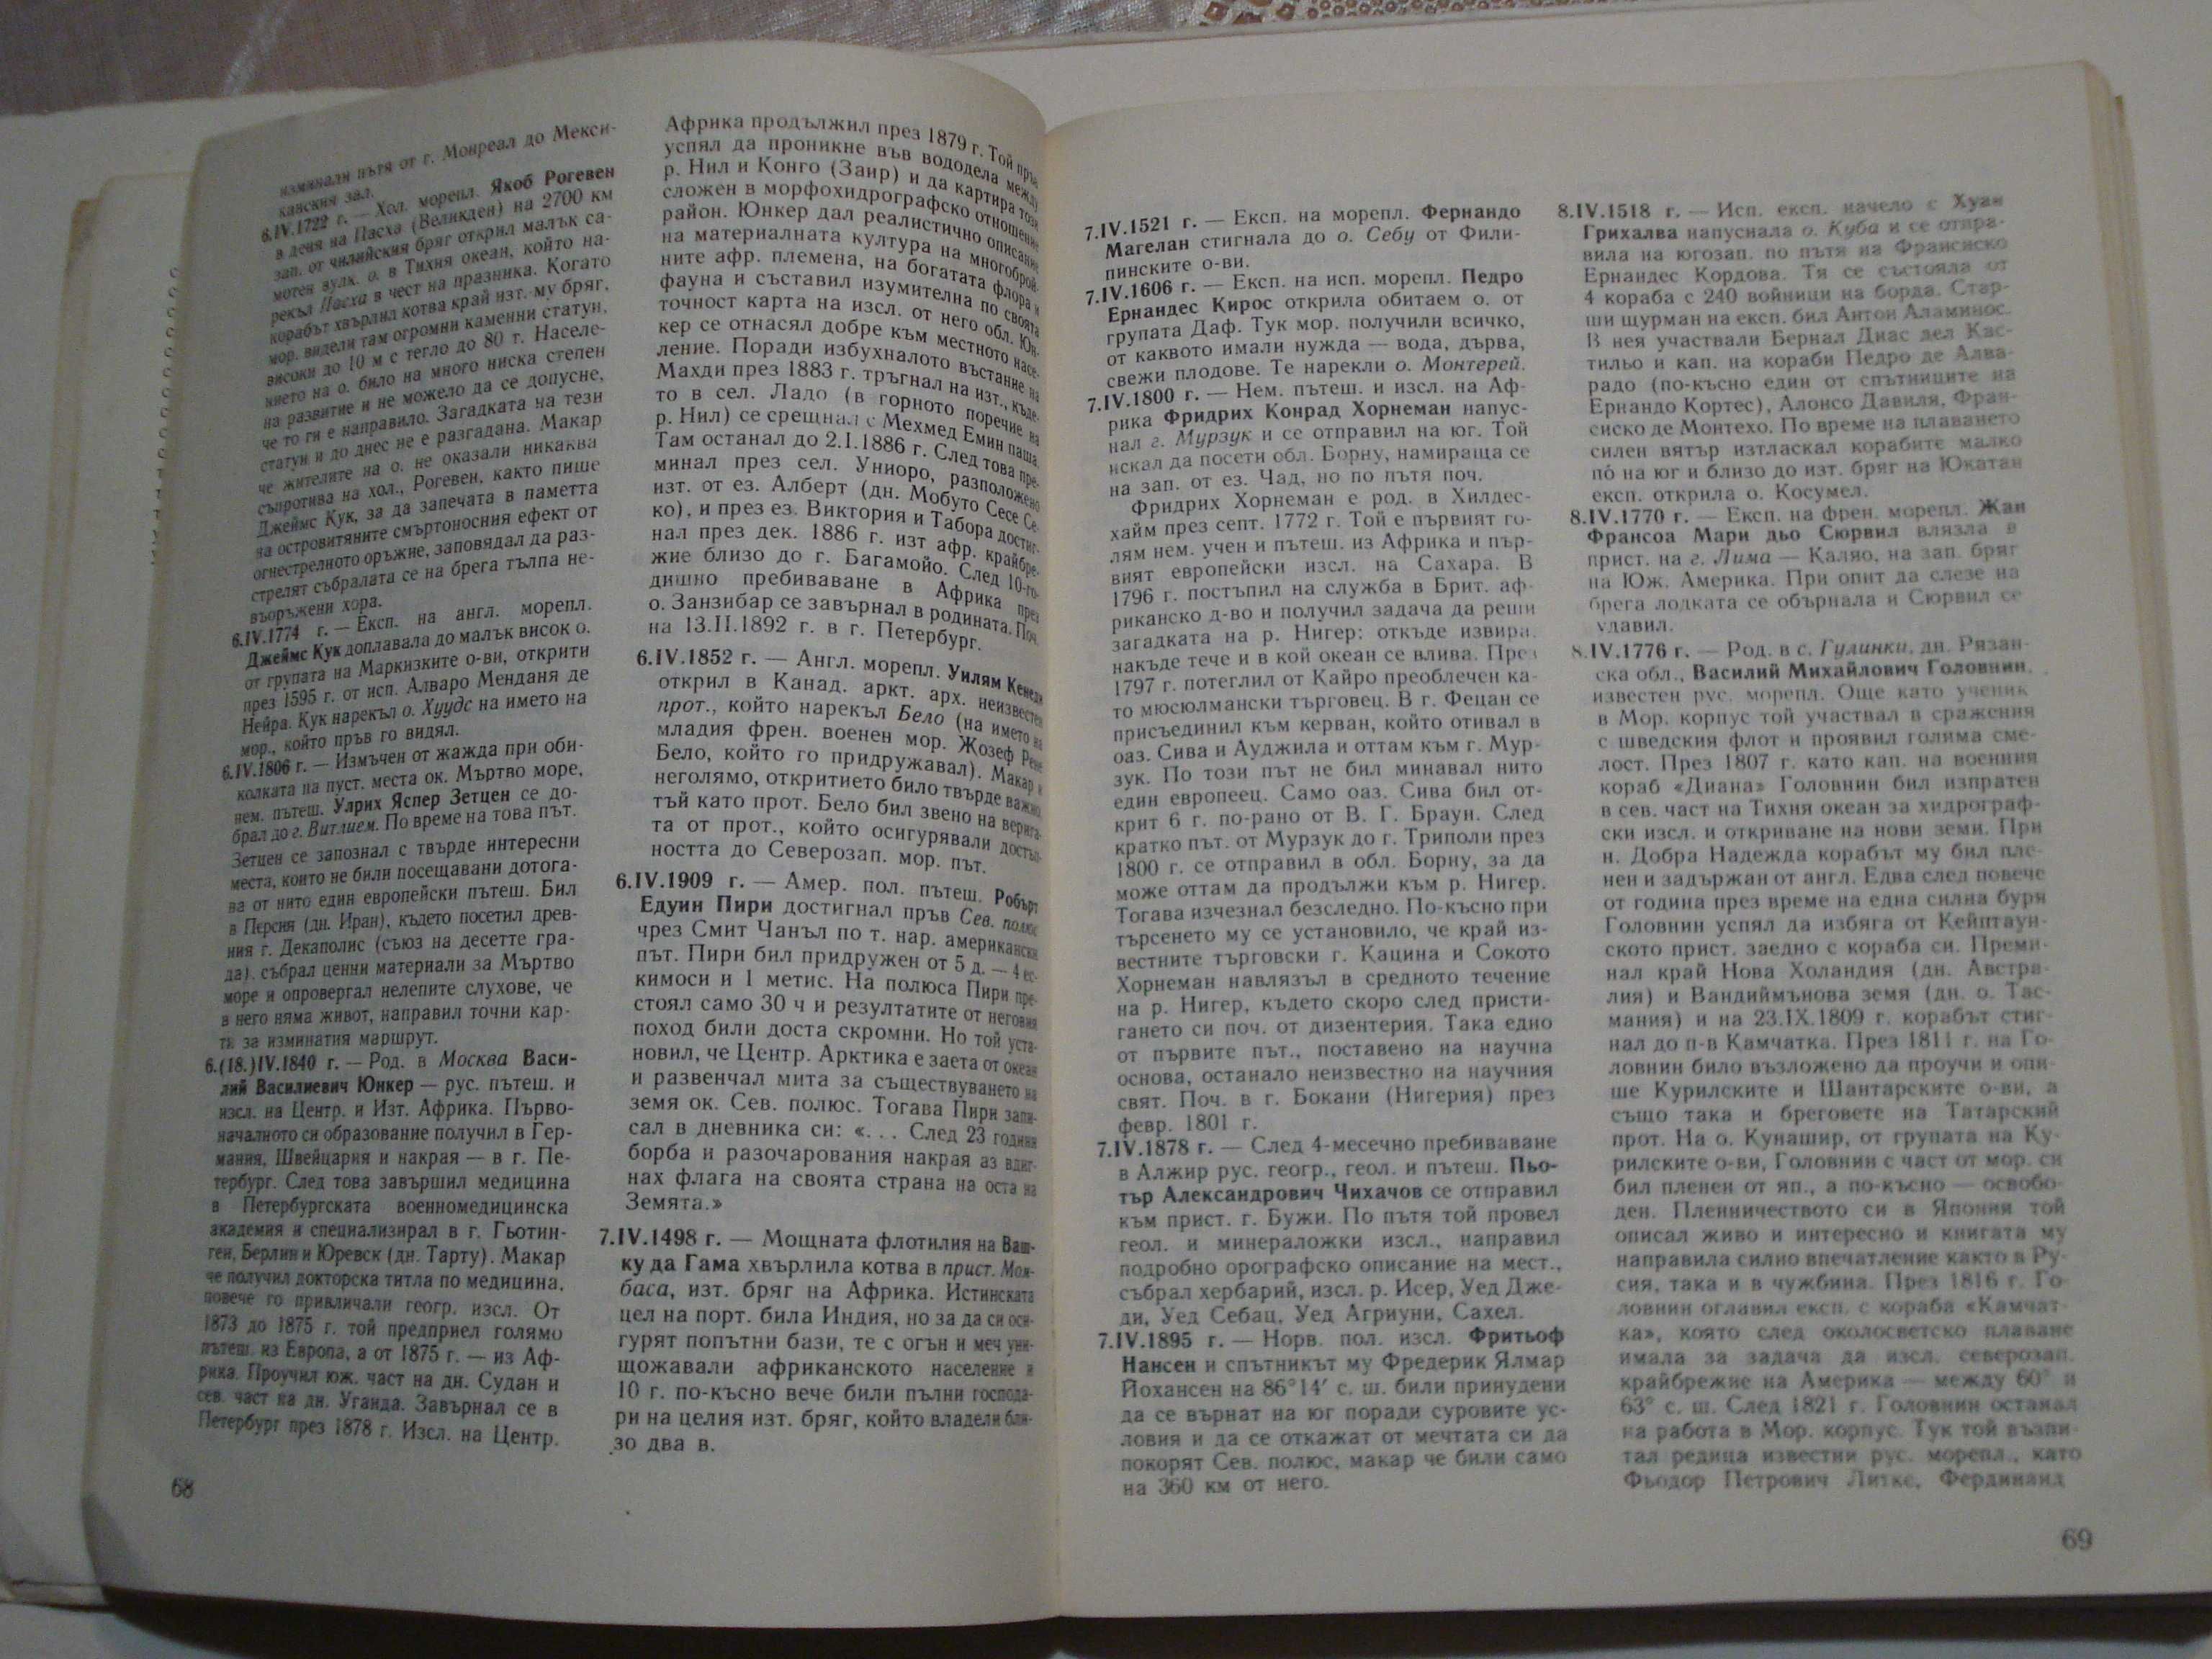 изминали пътя от г. Монреал до Мекси-
канския зал.
6.IV.1722 г. — Хол. морепл. Якоб Рогевен
в деня на Пасха (Великден) на 2700 км
зап. от чилийския бряг открил малък са-
мотен вулк. о. в Тихия океан, който на-
рекъл Пасха в чест на празника. Когато
корабът хвърлил котва край изт. му бряг,
мор. видели там огромни каменни статуи,
високи до 10 м с тегло до 80 т. Населе-
нието на о. било на много ниска степен
на развитие и не можело да се допусне,
че то ги е направило. Загадката на тези
статуи и до днес не е разгадана. Макар
че жителите на о. не оказали никаква
съпротива на хол., Рогевен, както пише
Джеймс Кук, за да запечата в паметта
на островитяните смъртоносния ефект от
огнестрелното оръжие, заповядал да раз-
стрелят събралата се на брега тълпа не-
въоръжени хора.
6.IV.1774 г. — Експ. на англ. морепл.
Джеймс Кук доплавала до малък висок о.
от групата на Маркизките о-ви, открити
през 1595 г. от исп. Алваро Менданя де
Нейра. Кук нарекъл о. Хуудс на името на
мор., който пръв го видял.
6.IV.1806 г. — Измъчен от жажда при оби-
колката на пуст. места ок. Мъртво море,
нем. пътеш. Улрих Яспер Зетцен се до-
брал до г. Витлием. По време на това път.
Зетцен се запознал с твърде интересни
места, които не били посещавани дотога-
ва от нито един европейски пътеш. Бил
в Персия (дн. Иран), където посетил древ-
ния г. Декаполис (съюз на десетте гра-
да), събрал ценни материали за Мъртво
море и опровергал нелепите слухове, че
в него няма живот, направил точни кар-
ти за изминатия маршрут.
6.(18.)IV.1840 г. — Род. в Москва Васи-
лий Василиевич Юнкер — рус. пътеш. и
изсл. на Центр. и Изт. Африка. Първо-
началното си образование получил в Гер-
мания, Швейцария и накрая — в г. Пе-
тербург. След това завършил медицина
в Петербургската военномедицинска
академия и специализирал в г. Гьотин-
ген, Берлин и Юревск (дн. Тарту). Макар
че получил докторска титла по медицина,
повече го привличали геогр. изсл. От
1873 до 1875 г. той предприел голямо
пътеш. из Европа, а от 1875 г. — из Аф-
рика. Проучил юж. част на дн. Судан и
сев. част на дн. Уганда. Завърнал се в
Петербург през 1878 г. Изсл. на Центр.
68
Африка продължил през 1879 г. Той пръв
успял да проникне във вододела между
р. Нил и Конго (Заир) и да картира този
сложен в морфохидрографско отношение
район. Юнкер дал реалистично описание
на материалната култура на многоброй-
ните афр. племена, на богатата флора и
фауна и съставил изумителна по своята
точност карта на изсл. от него обл. Юн-
кер се отнасял добре към местното насе-
ление. Поради избухналото въстание на
Махди през 1883 г. тръгнал на изт., къде-
то в сел. Ладо (в горното поречие на
р. Нил) се срещнал с Мехмед Емин паша.
Там останал до 2.I.1886 г. След това пре-
минал през сел. Униоро, разположено
изт. от ез. Алберт (дн. Мобуто Сесе Се-
ко), и през ез. Виктория и Табора достиг-
нал през дек. 1886 г. изт афр. крайбре-
жие близо до г. Багамойо. След 10-го-
дишно пребиваване в Африка през
о. Занзибар се завърнал в родината. Поч.
на 13.II.1892 г. в г. Петербург.
6.IV.1852 г. — Англ. морепл. Уилям Кенеди
открил в Канад. аркт. арх. неизвестен
прот., който нарекъл Бело (на името на
младия френ. военен мор. Жозеф Рене
Бело, който го придружавал). Макар и
неголямо, откритието било твърде важно,
тъй като прот. Бело бил звено на верига-
та от прот., който осигурявали достъп-
ността до Северозап. мор. път.
6.IV.1909 г. — Амер. пол. пътеш. Робърт
Едуин Пири достигнал пръв Сев. полюс
чрез Смит Чанъл по т. нар. американски
път. Пири бил придружен от 5 д. — 4 ес-
кимоси и 1 метис. На полюса Пири пре-
стоял само 30 ч и резултатите от неговия
поход били доста скромни. Но той уста-
новил, че Центр. Арктика е заета от океан
и развенчал мита за съществуването на
земя ок. Сев. полюс. Тогава Пири запи-
сал в дневника си: «. . . След 23 години
борба и разочарования накрая аз вдиг-
нах флага на своята страна на оста на
Земята.»
7.IV.1498 г. — Мощната флотилия на Ваш-
ку да Гама хвърлила котва в прист. Мом-
баса, изт. бряг на Африка. Истинската
цел на порт. била Индия, но за да си оси-
гурят попътни бази, те с огън и меч уни-
щожавали африканското население и
10 г. по-късно вече били пълни господа-
ри на целия изт. бряг, който владели бли-
зо два в.
7.IV.1521 г. — Експ. на морепл. Фернандо
Магелан стигнала до о. Себу от Фили-
пинските о-ви.
7.IV.1606 г. — Експ. на исп. морепл. Педро
Ернандес Кирос открила обитаем о. от
групата Даф. Тук мор. получили всичко,
от каквото имали нужда — вода, дърва,
свежи плодове. Те нарекли о. Монтерей.
7.IV.1800 г. — Нем. пътеш. и изсл. на Аф-
рика Фридрих Конрад Хорнеман напус-
нал г. Мурзук и се отправил на юг. Той
искал да посети обл. Борну, намираща се
на зап. от ез. Чад, но по пътя поч.
Фридрих Хорнеман е род. в Хилдес-
хайм през септ. 1772 г. Той е първият го-
лям нем. учен и пътеш. из Африка и пър-
вият европейски изсл. на Сахара. В
1796 г. постъпил на служба в Брит. аф-
риканско д-во и получил задача да реши
загадката на р. Нигер: откъде извира,
накъде тече и в кой океан се влива. През
1797 г. потеглил от Кайро преоблечен ка-
то мюсюлмански търговец. В г. Фецан се
присъединил към керван, който отивал в
оаз. Сива и Ауджила и оттам към г. Мур-
зук. По този път не бил минавал нито
един европеец. Само оаз. Сива бил от-
крит 6 г. по-рано от В. Г. Браун. След
кратко път. от Мурзук до г. Триполи през
1800 г. се отправил в обл. Борну, за да
може оттам да продължи към р. Нигер.
Тогава изчезнал безследно. По-късно при
търсенето му се установило, че край из-
вестните търговски г. Кацина и Сокото
Хорнеман навлязъл в средното течение
на р. Нигер, където скоро след присти-
гането си поч. от дизентерия. Така едно
от първите път., поставено на научна
основа, останало неизвестно на научния
свят. Поч. в г. Бокани (Нигерия) през
февр. 1801 г.
7.IV.1878 г. — След 4-месечно пребиваване
в Алжир рус. геогр., геол. и пътеш. Пьо-
тър Александрович Чихачов се отправил
към прист. г. Бужи. По пътя той провел
геол. и минераложки изсл., направил
подробно орографско описание на мест.,
събрал хербарий, изсл. р. Исер, Уед Дже-
ди, Уед Себац, Уед Агриуни, Сахел.
7.IV.1895 г. — Норв. пол. изсл. Фритьоф
Нансен и спътникът му Фредерик Ялмар
Йохансен на 86°14′ с. ш. били принудени
да се върнат на юг поради суровите ус-
ловия и да се откажат от мечтата си да
покорят Сев. полюс, макар че били само
на 360 км от него.
8.IV.1518 г. — Исп. експ. начело с Хуан
Грихалва напуснала о. Куба и се отпра-
вила на югозап. по пътя на Франсиско
Ернандес Кордова. Тя се състояла от
4 кораба с 240 войници на борда. Стар-
ши щурман на експ. бил Антон Аламинос.
В нея участвали Бернал Диас дел Кас-
тильо и кап. на кораби Педро де Алва-
радо (по-късно един от спътниците на
Ернандо Кортес), Алонсо Давиля, Фран-
сиско де Монтехо. По време на плаването
силен вятър изтласкал корабите малко
по́ на юг и близо до изт. бряг на Юкатан
експ. открила о. Косумел.
8.IV.1770 г. — Експ. на френ. морепл. Жан
Франсоа Мари дьо Сюрвил влязла в
прист. на г. Лима — Каляо, на зап. бряг
на Юж. Америка. При опит да слезе на
брега лодката се обърнала и Сюрвил се
удавил.
8.IV.1776 г. — Род. в с. Гулинки, дн. Рязан-
ска обл., Василий Михайлович Головнин,
известен рус. морепл. Още като ученик
в Мор. корпус той участвал в сражения
с шведския флот и проявил голяма сме-
лост. През 1807 г. като кап. на военния
кораб «Диана» Головнин бил изпратен
в сев. част на Тихия океан за хидрограф-
ски изсл. и откриване на нови земи. При
н. Добра Надежда корабът му бил пле-
нен и задържан от англ. Едва след повече
от година през време на една силна буря
Головнин успял да избяга от Кейптаун-
ското прист. заедно с кораба си. Преми-
нал край Нова Холандия (дн. Австра-
лия) и Вандиймънова земя (дн. о. Тас-
мания) и на 23.IX.1809 г. корабът стиг-
нал до п-в Камчатка. През 1811 г. на Го-
ловнин било възложено да проучи и опи-
ше Курилските и Шантарските о-ви, а
също така и бреговете на Татарский
прот. На о. Кунашир, от групата на Ку-
рилските о-ви, Головнин с част от мор. си
бил пленен от яп., а по-късно — освобо-
ден. Пленничеството си в Япония той
описал живо и интересно и книгата му
направила силно впечатление както в Ру-
сия, така и в чужбина. През 1816 г. Го-
ловнин оглавил експ. с кораба «Камчат-
ка», която след околосветско плаване
имала за задача да изсл. северозап.
крайбрежие на Америка — между 60° и
63° с. ш. След 1821 г. Головнин останал
на работа в Мор. корпус. Тук той възпи-
тал редица известни рус. морепл., като
Фьодор Петрович Литке, Фердинанд
69